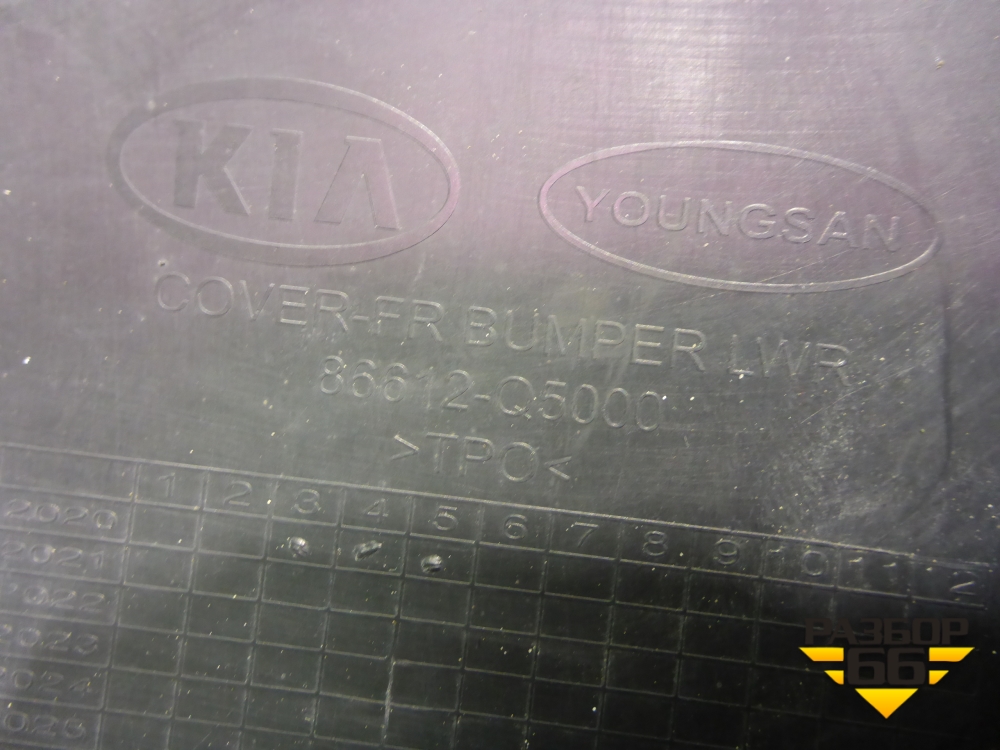 KIA
YOUNGSAN
COVER-FR BUMPER LWR
86612-Q5000
>TPO<
1 2 3 4 5 6 7 8 9 10 11 12
2020
2021
2022
2023
2024
2025
РАЗБОР
66